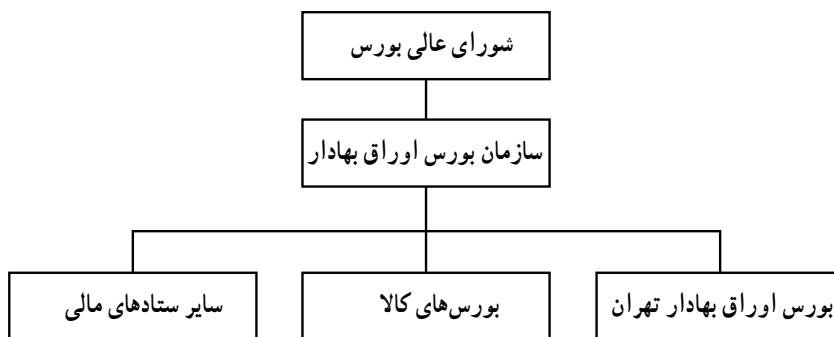 شورای عالی بورس
سازمان بورس اوراق بهادار
بورس اوراق بهادار تهران
بورس‌های کالا
سایر ستادهای مالی